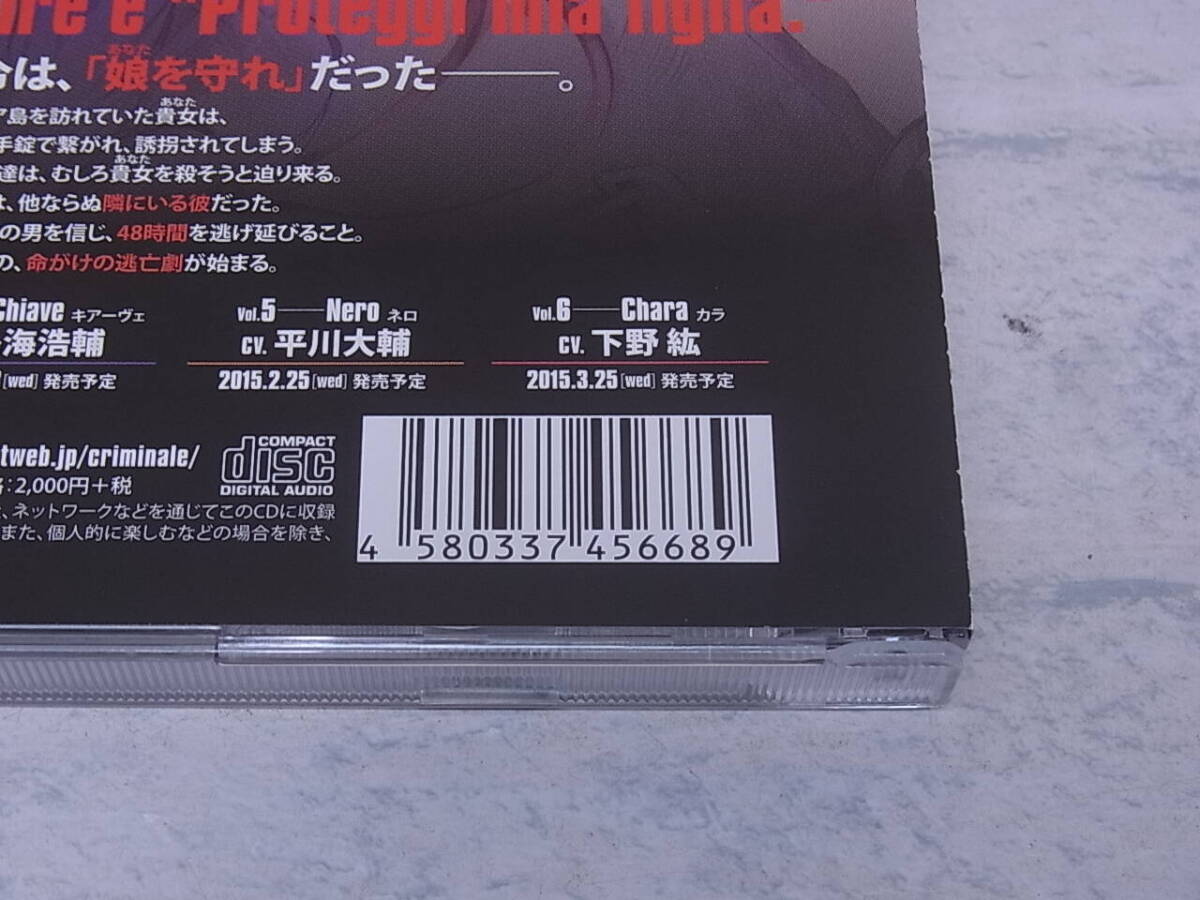 "Proteggi mia figlia."
は、「娘を守れ」だった――。
あなた
ア島を訪れていた貴女は、
あなた
手錠で繋がれ、誘拐されてしまう。
達は、むしろ貴女を殺そうと迫り来る。
あなた
は、他ならぬ隣にいる彼だった。
の男を信じ、48時間を逃げ延びること。
の、命がけの逃亡劇が始まる。
Chiave キアーヴェ
海浩輔
[wed] 発売予定
Vol.5――Nero ネロ
CV. 平川大輔
2015.2.25[wed] 発売予定
Vol.6――Chara カラ
CV. 下野 紘
2015.3.25[wed] 発売予定
tweb.jp/criminale/
:2,000円+税
COMPACT
disc
DIGITAL AUDIO
、ネットワークなどを通じてこのCDに収録
また、個人的に楽しむなどの場合を除き、
4 580337 456689